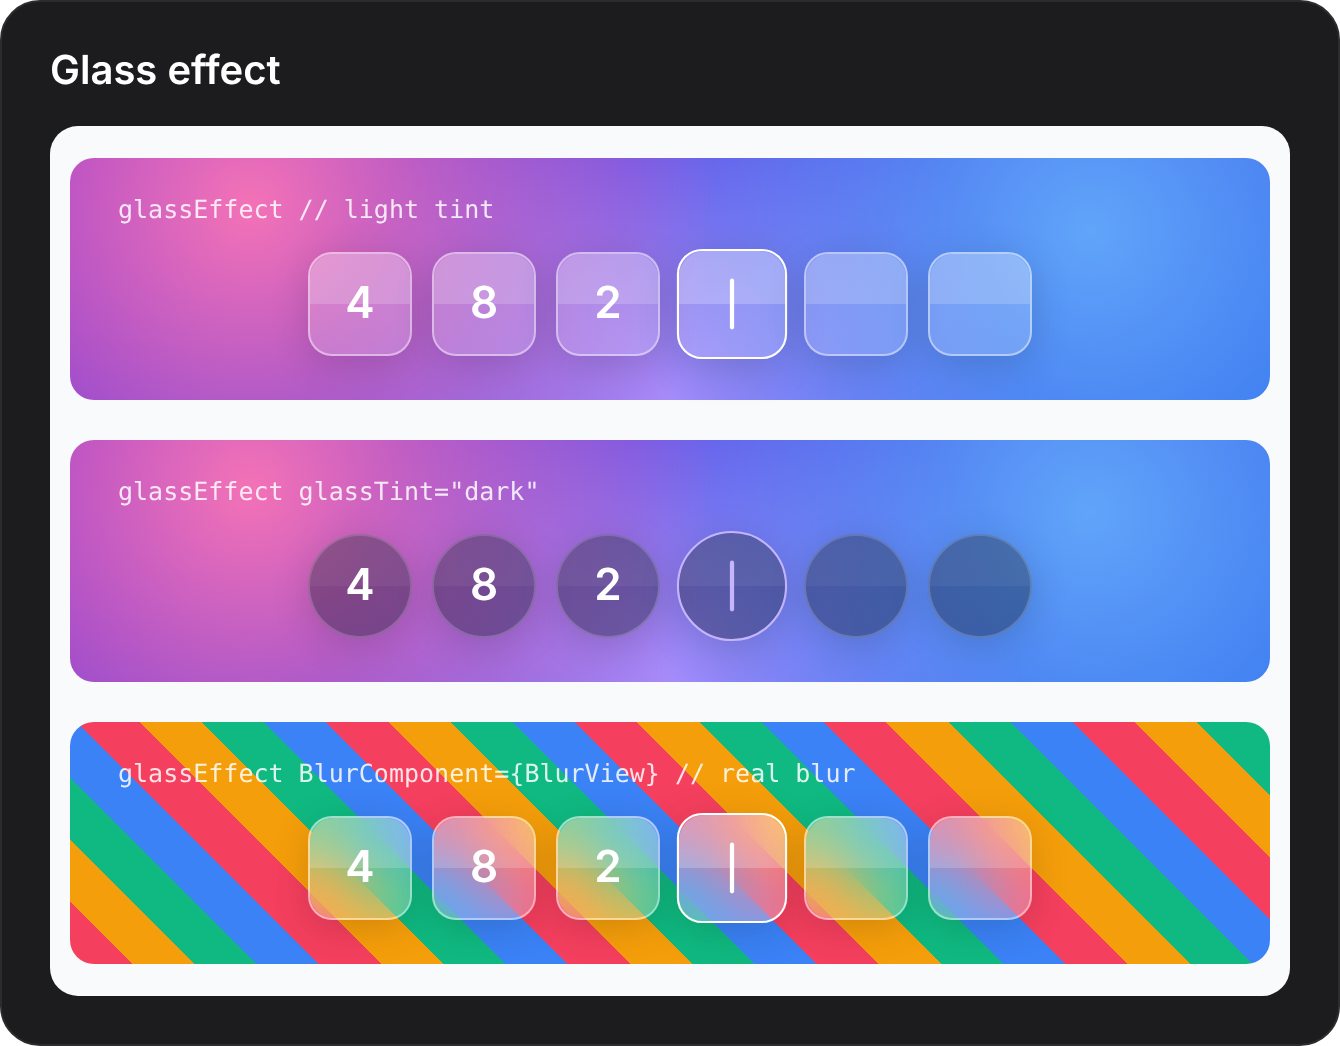 Glass effect
glassEffect // light tint
4 8 2
glassEffect glassTint="dark"
4 8 2
glassEffect BlurComponent={BlurView} // real blur
4 8 2